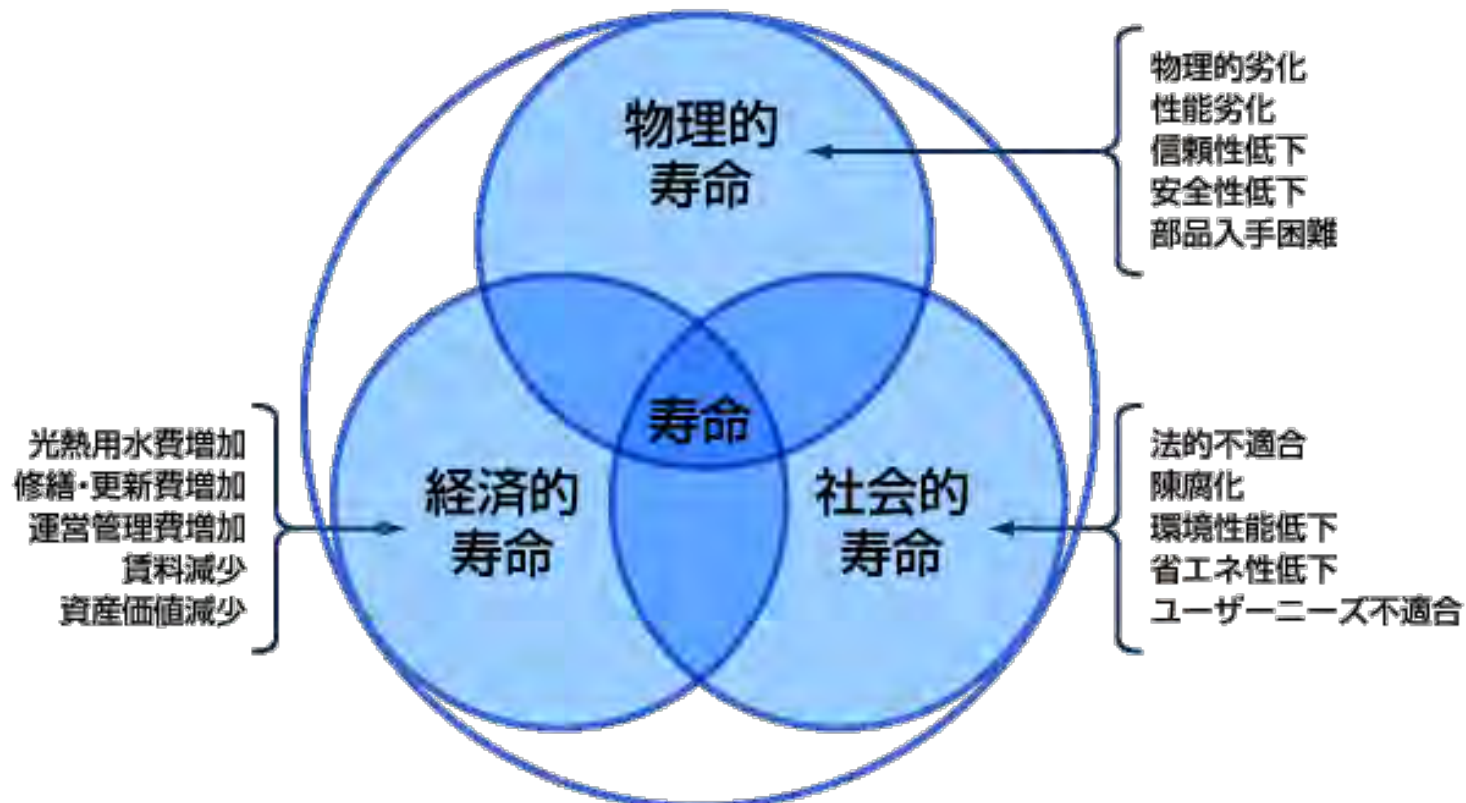 物理的
寿命
物理的劣化
性能劣化
信頼性低下
安全性低下
部品入手困難
寿命
光熱用水費増加
修繕・更新費増加
運営管理費増加
賃料減少
資産価値減少
経済的
寿命
社会的
寿命
法的不適合
陳腐化
環境性能低下
省エネ性低下
ユーザーニーズ不適合